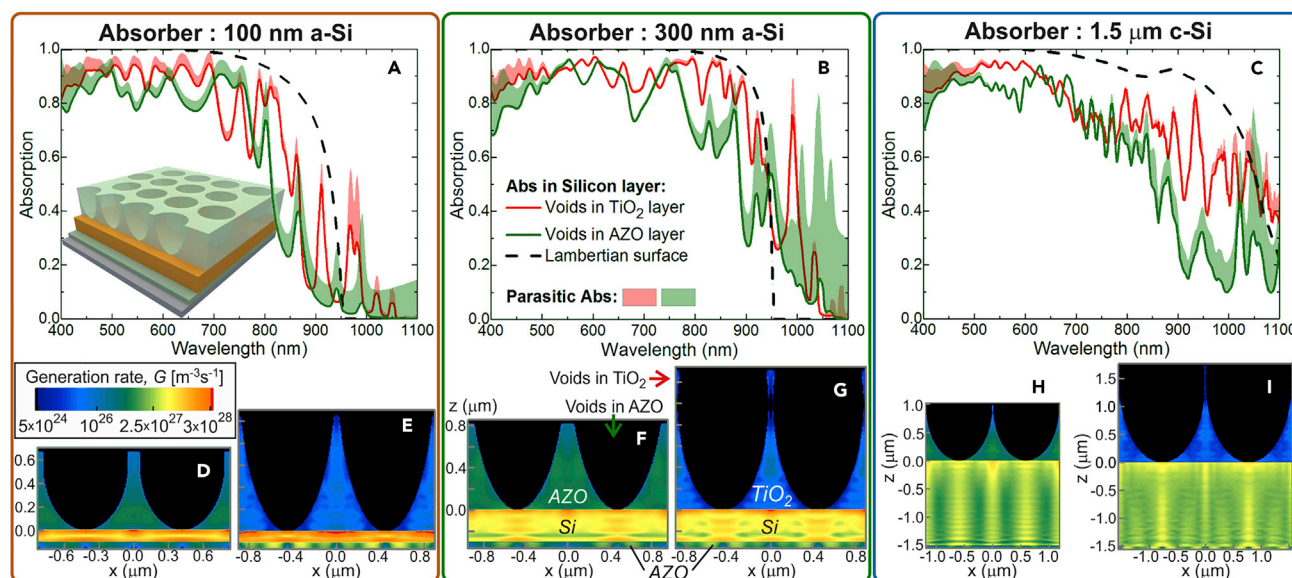 Absorber : 100 nm a-Si
Absorber : 300 nm a-Si
Absorber : 1.5 μm c-Si
A
1.0
0.8
0.6
0.4
0.2
0.0
Absorption
400 500 600 700 800 900 1000 1100
Wavelength (nm)
B
1.0
0.8
0.6
0.4
0.2
0.0
Absorption
Abs in Silicon layer:
Voids in TiO2 layer
Voids in AZO layer
Lambertian surface
Parasitic Abs:
400 500 600 700 800 900 1000 1100
Wavelength (nm)
C
1.0
0.8
0.6
0.4
0.2
0.0
Absorption
400 500 600 700 800 900 1000 1100
Wavelength (nm)
Generation rate, G [m⁻³s⁻¹]
5×10²⁴ 10²⁶ 2.5×10²⁷ 3×10²⁸
D
0.6
0.4
0.2
0.0
-0.6 -0.3 0.0 0.3 0.6
x (μm)
E
-0.8 -0.4 0.0 0.4 0.8
x (μm)
Voids in TiO2
Voids in AZO
z (μm)
F
0.8
0.4
0.0
AZO
Si
-0.8 -0.4 0.0 0.4 0.8
x (μm)
AZO
G
TiO2
Si
-0.8 -0.4 0.0 0.4 0.8
x (μm)
H
z (μm)
1.0
0.5
0.0
-0.5
-1.0
-1.5
-1.0 -0.5 0.0 0.5 1.0
x (μm)
I
z (μm)
1.5
1.0
0.5
0.0
-0.5
-1.0
-1.5
-1.0 0.0 1.0
x (μm)